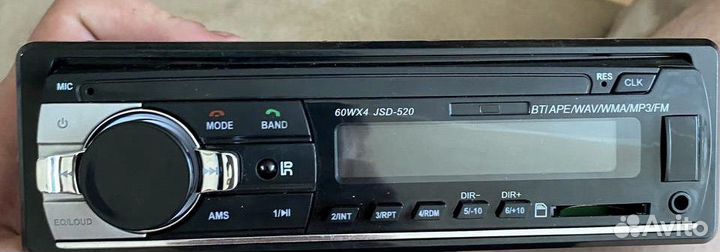 MIC
RES
CLK
60WX4 JSD-520
BT/APE/WAV/WMA/MP3/FM
MODE
BAND
EQ/LOUD
AMS
1/▶||
2/INT
3/RPT
4/RDM
DIR-
5/-10
DIR+
6/+10
Avito